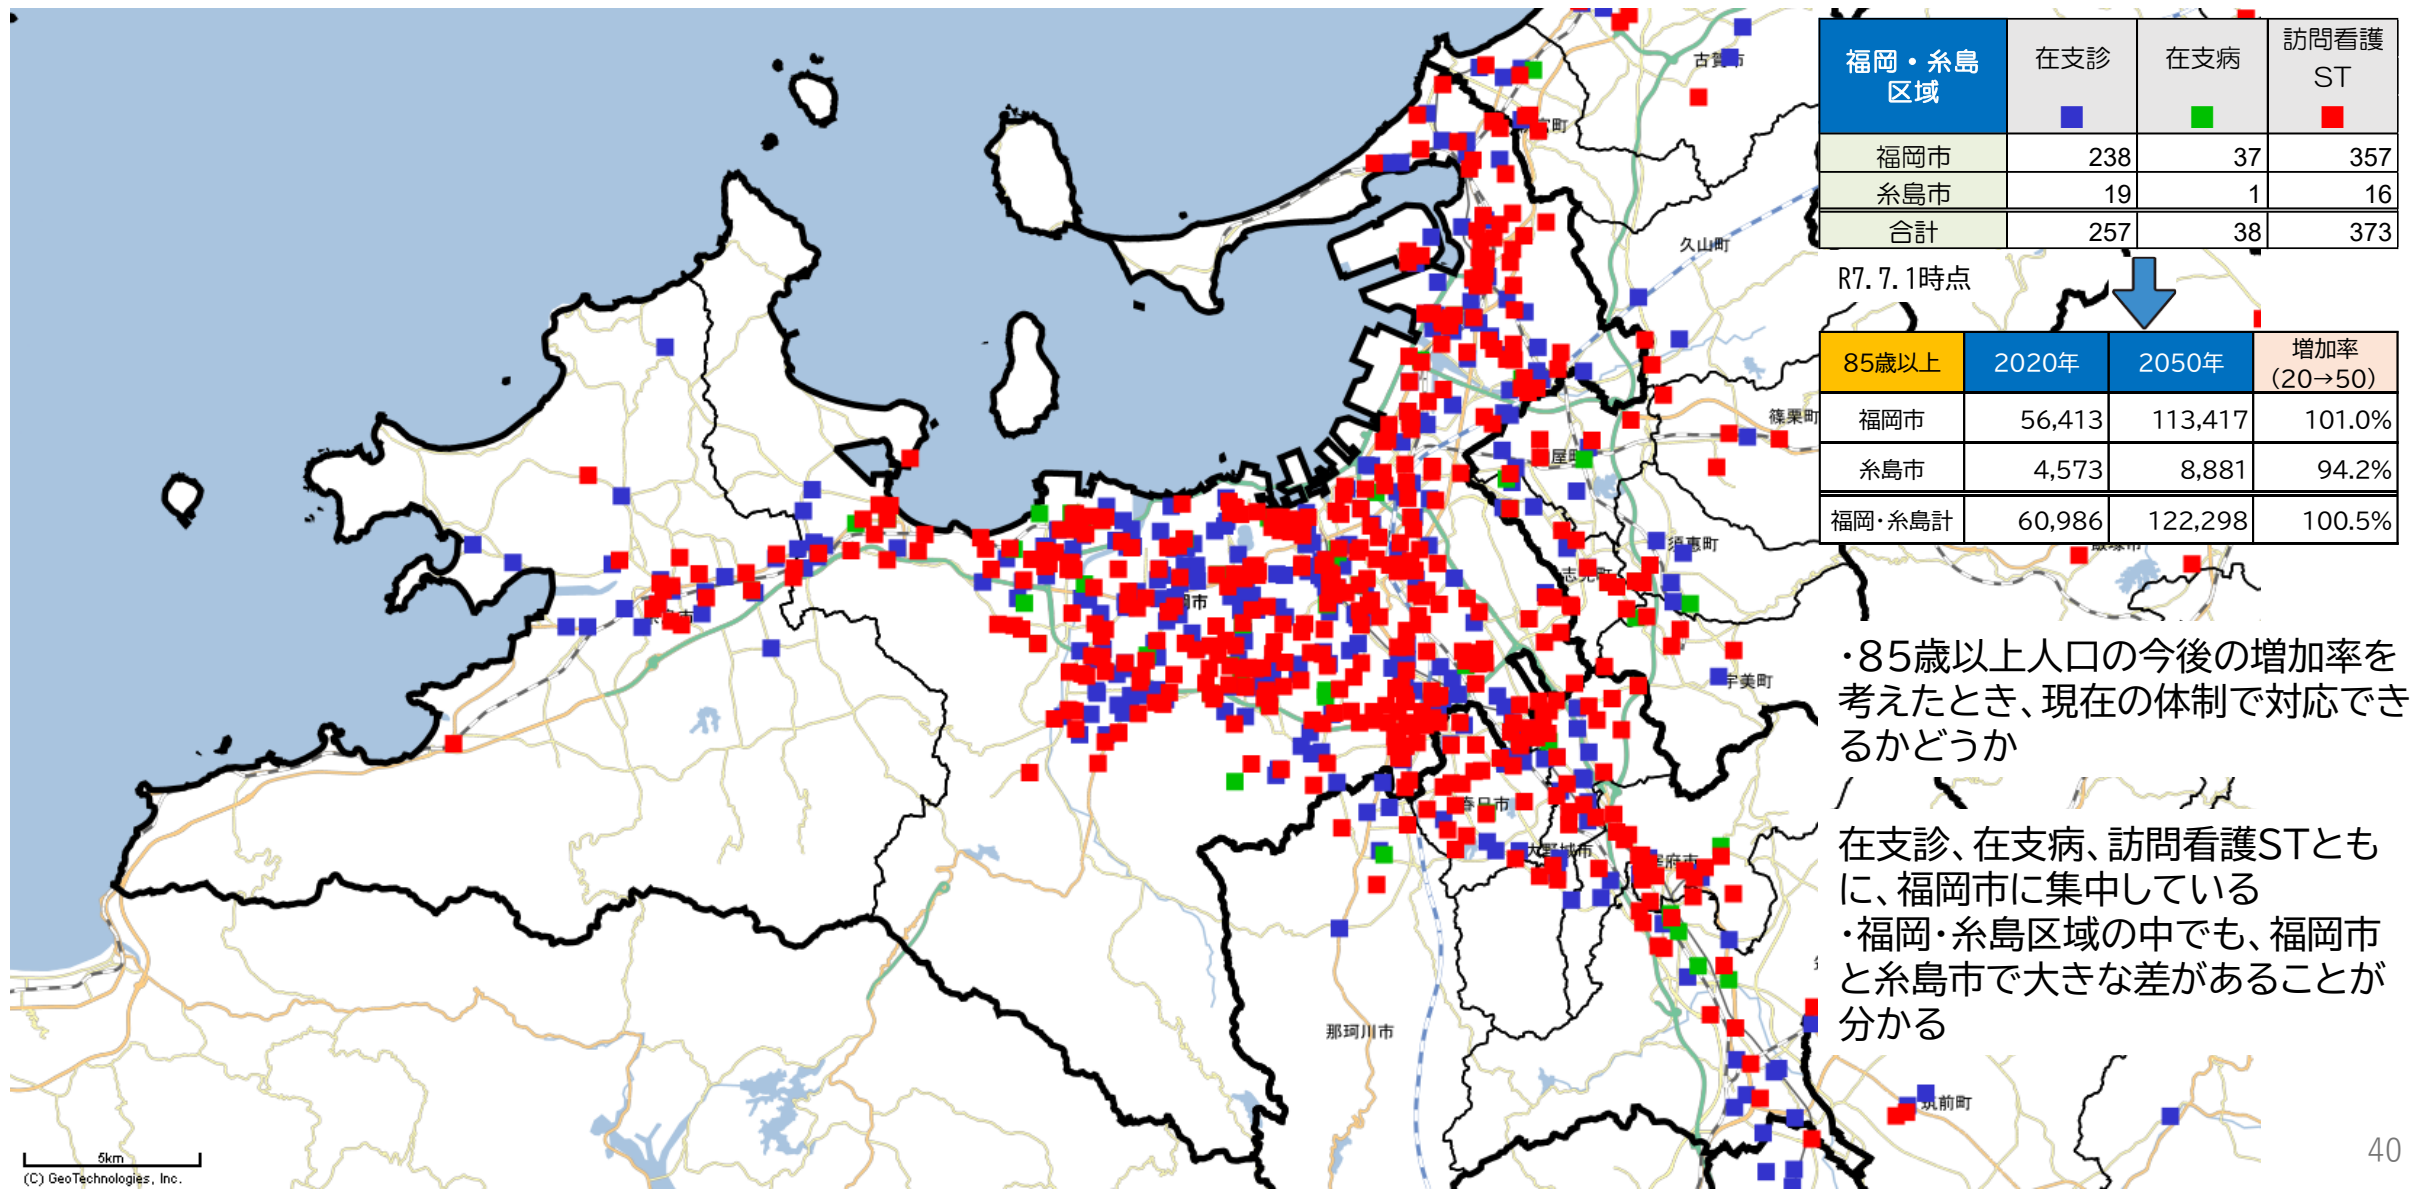 福岡・糸島
区域
在支診
在支病
訪問看護
ST
福岡市 238 37 357
糸島市 19 1 16
合計 257 38 373
R7.7.1時点
85歳以上 2020年 2050年 増加率
(20→50)
福岡市 56,413 113,417 101.0%
糸島市 4,573 8,881 94.2%
福岡・糸島計 60,986 122,298 100.5%
・85歳以上人口の今後の増加率を
考えたとき、現在の体制で対応でき
るかどうか
在支診、在支病、訪問看護STとも
に、福岡市に集中している
・福岡・糸島区域の中でも、福岡市
と糸島市で大きな差があることが
分かる
古賀市
久山町
篠栗町
須恵町
志免町
宇美町
春日市
大野城市
那珂川市
筑前町
5km
(C) GeoTechnologies, Inc.
40